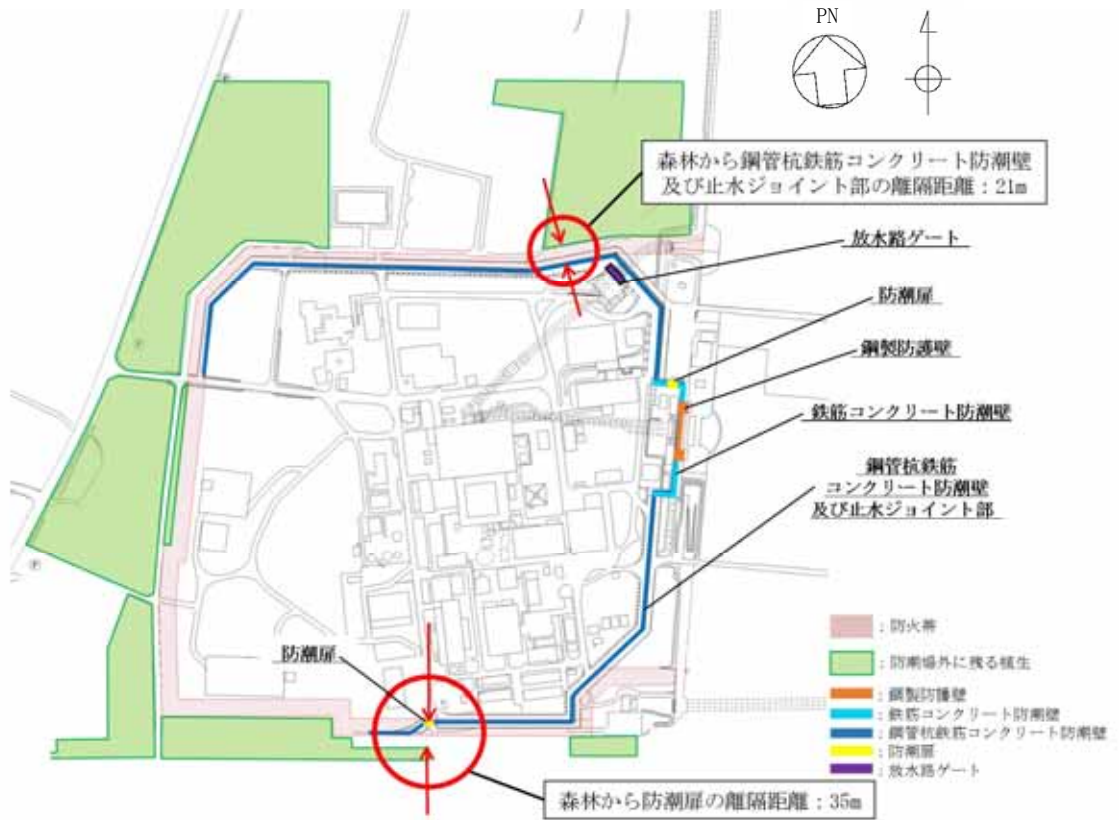 PN
森林から鋼管杭鉄筋コンクリート防潮壁
及び止水ジョイント部の離隔距離：21m
放水路ゲート
防潮扉
鋼製防護壁
鉄筋コンクリート防潮壁
鋼管杭鉄筋
コンクリート防潮壁
及び止水ジョイント部
防潮扉
：防火帯
：防潮堤外に残る植生
：鋼製防護壁
：鉄筋コンクリート防潮壁
：鋼管杭鉄筋コンクリート防潮壁
：防潮扉
：放水路ゲート
森林から防潮扉の離隔距離：35m